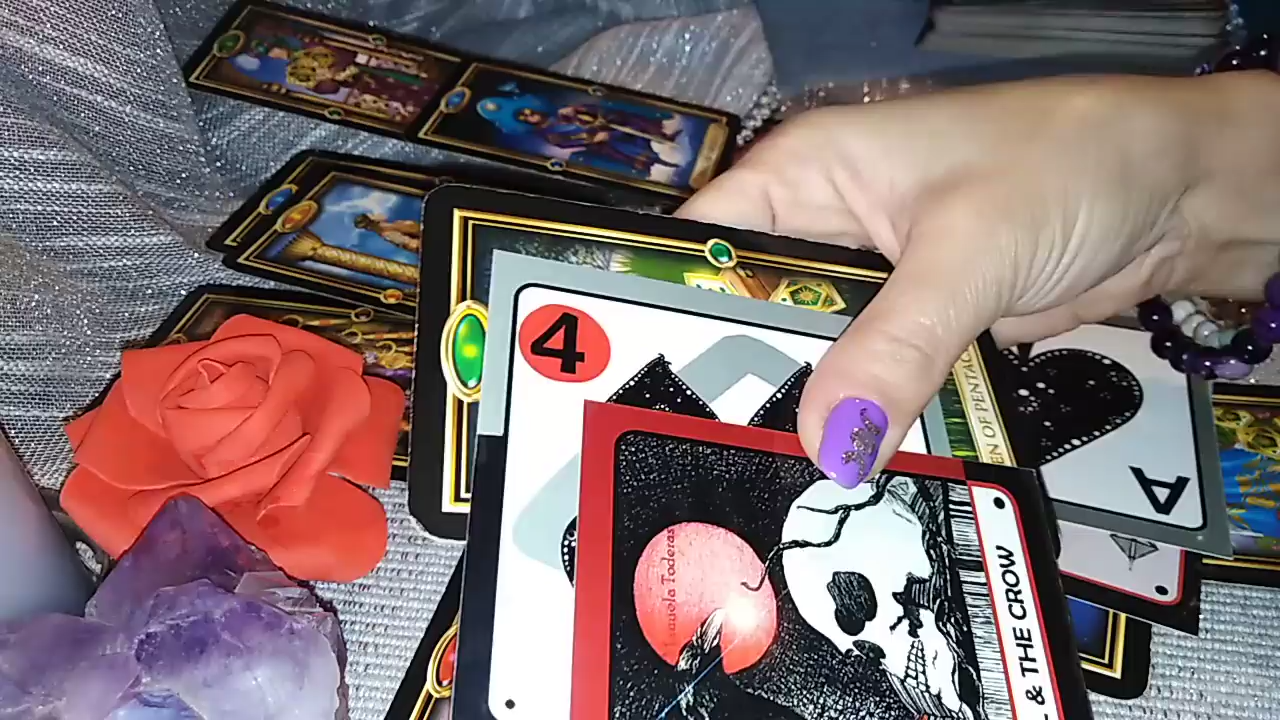 4
EN OF PENTAC
A
& THE CROW